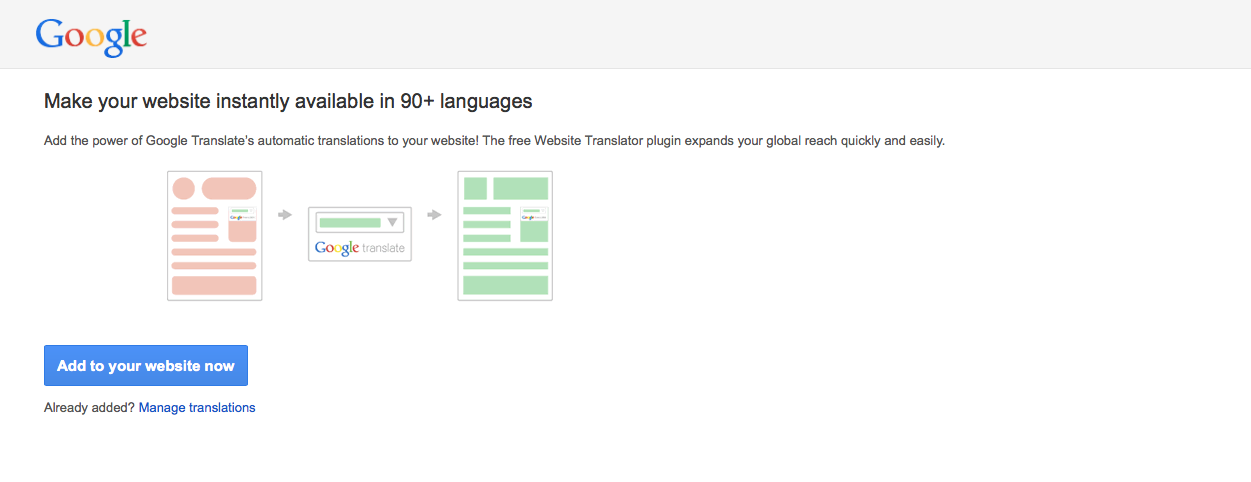 Google
Make your website instantly available in 90+ languages
Add the power of Google Translate's automatic translations to your website! The free Website Translator plugin expands your global reach quickly and easily.
Google translate
Add to your website now
Already added? Manage translations